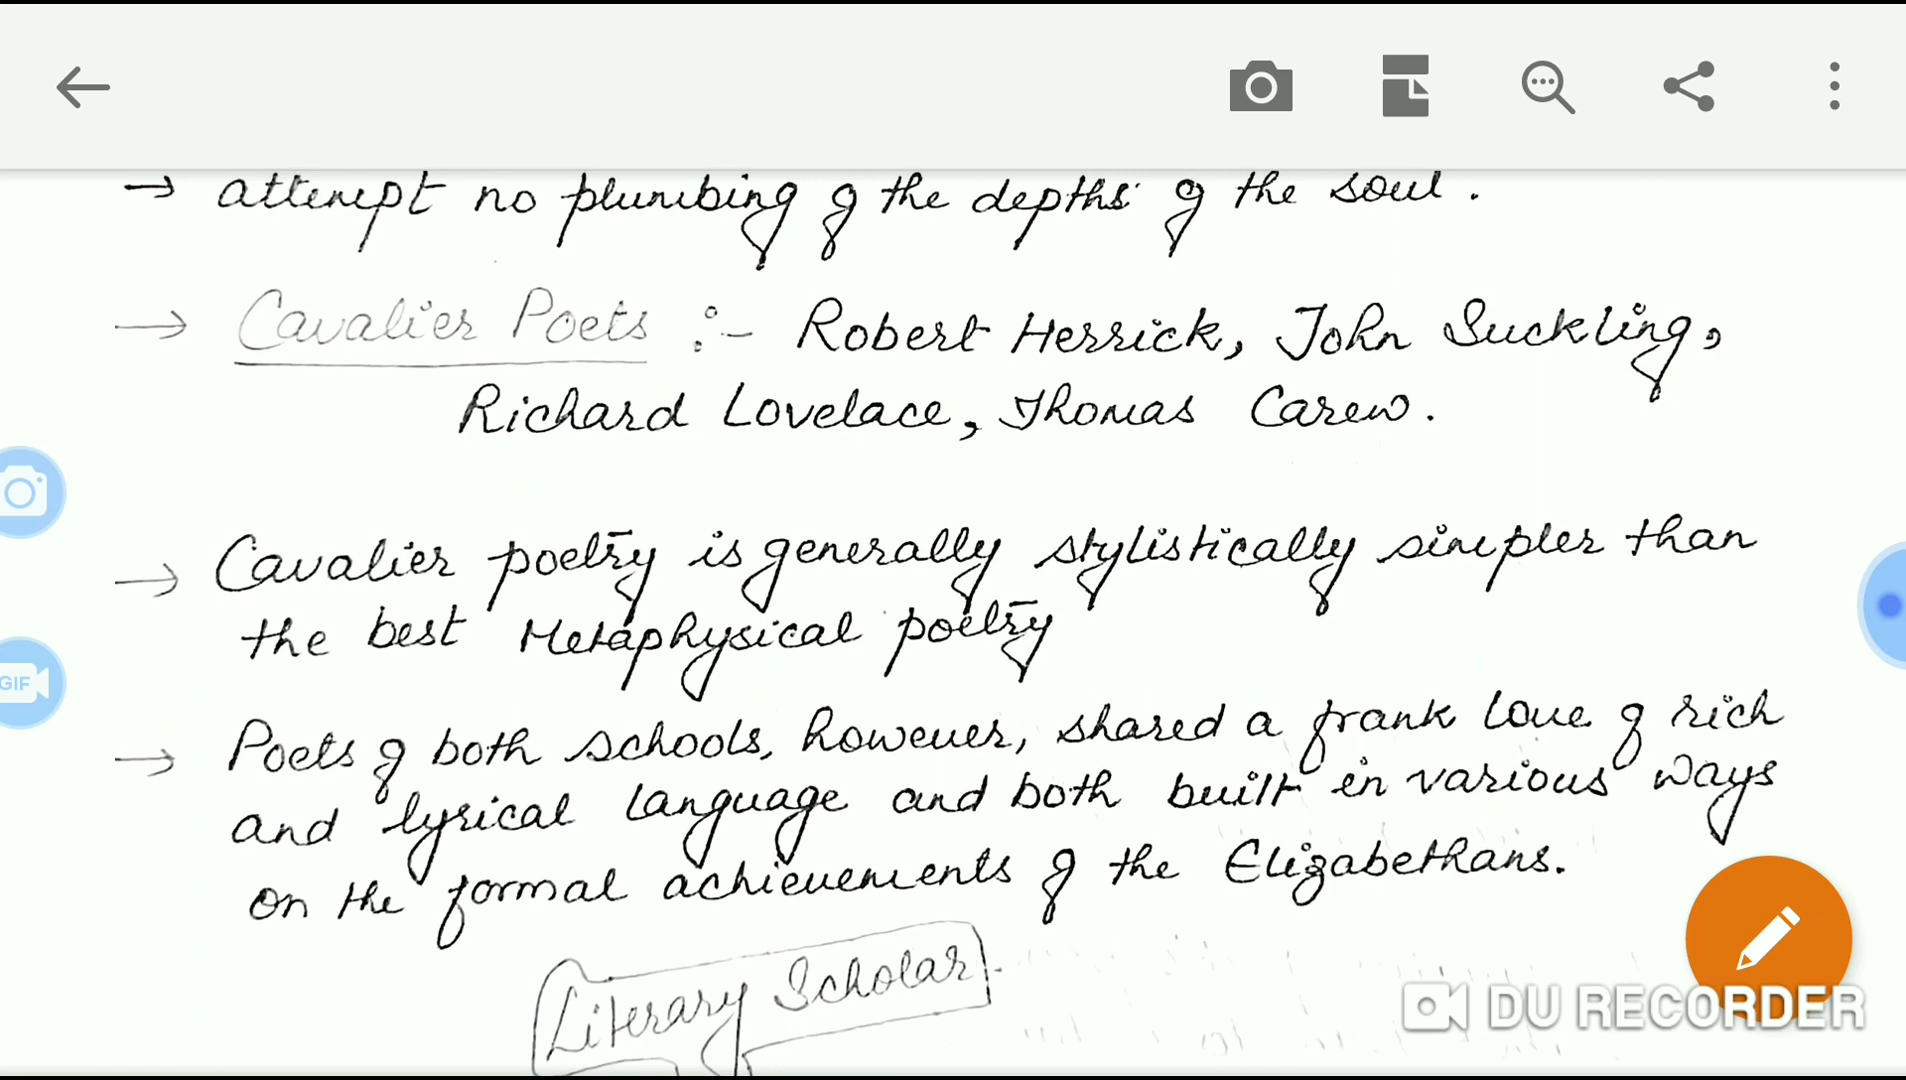 → attempt no plumbing of the depths of the soul.
→ Cavalier Poets :- Robert Herrick, John Suckling,
Richard Lovelace, Thomas Carew.
→ Cavalier poetry is generally stylistically simpler than
the best Metaphysical poetry
→ Poets of both schools, however, shared a frank love of rich
and lyrical language and both built in various ways
on the formal achievements of the Elizabethans.
Literary Scholar
GIF
DU RECORDER